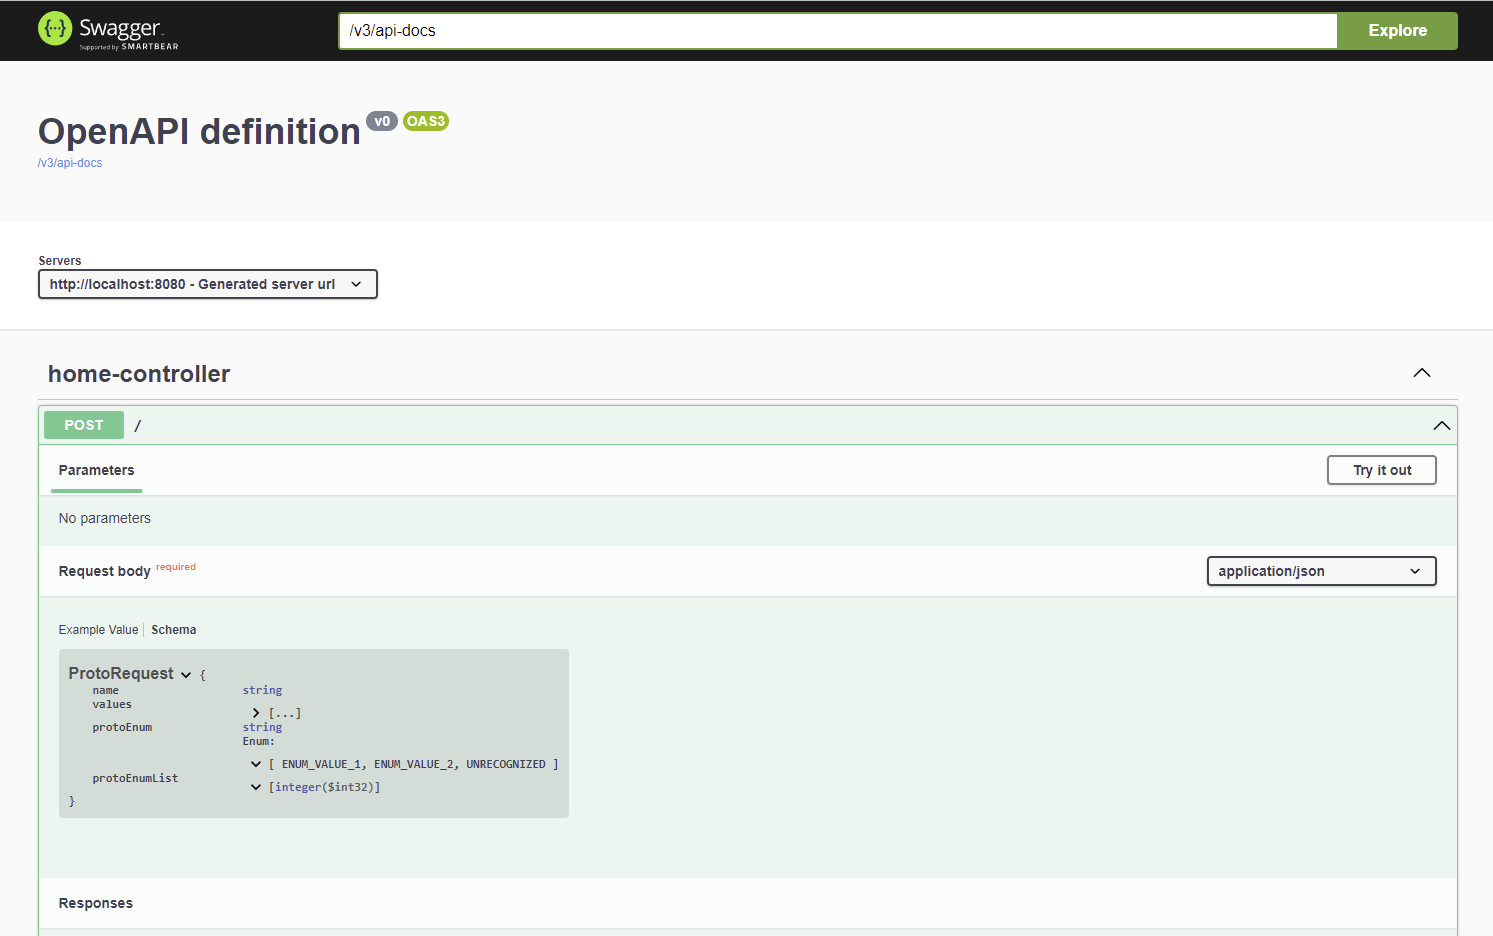 Swagger
Supported by SMARTBEAR
/v3/api-docs
Explore
OpenAPI definition v0 OAS3
/v3/api-docs
Servers
http://localhost:8080 - Generated server url
home-controller
POST /
Parameters
Try it out
No parameters
Request body required
application/json
Example Value Schema
ProtoRequest {
name string
values
[...]
protoEnum string
Enum:
[ ENUM_VALUE_1, ENUM_VALUE_2, UNRECOGNIZED ]
protoEnumList
[integer($int32)]
}
Responses